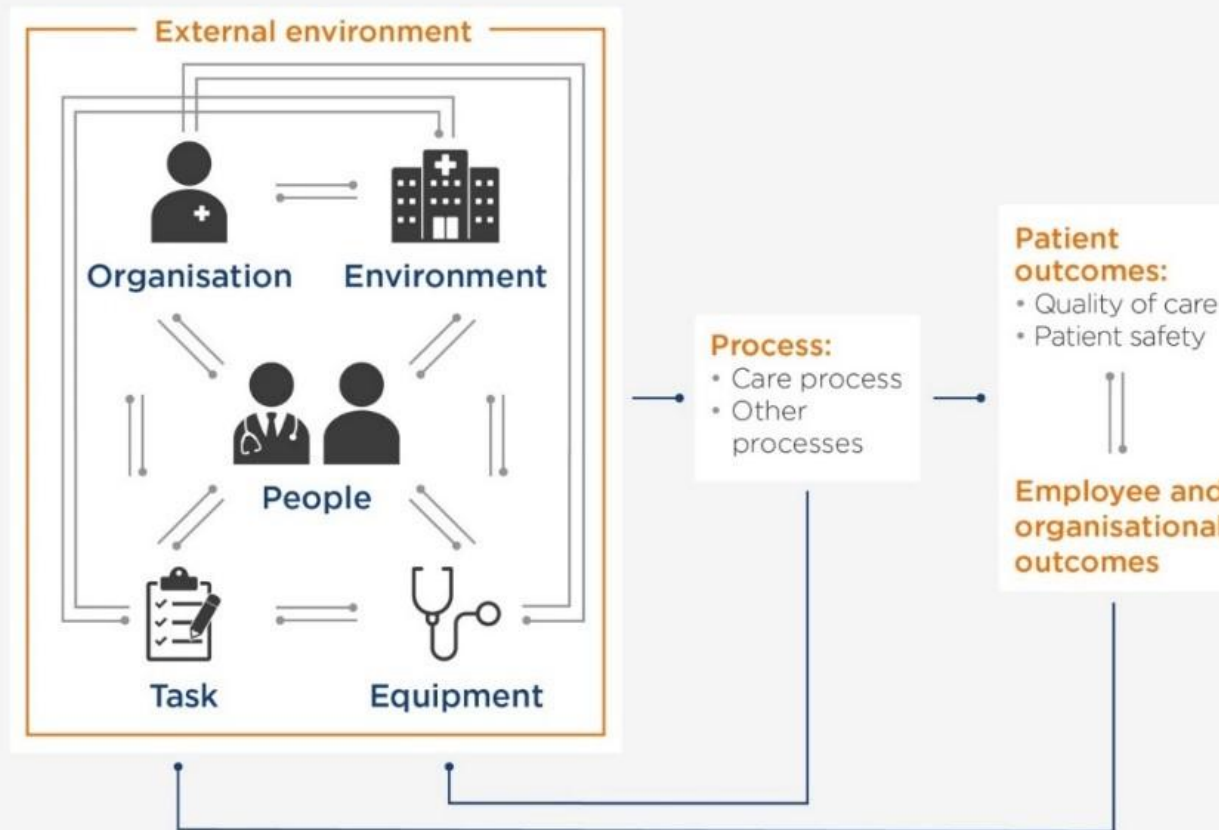 External environment
Organisation
Environment
People
Task
Equipment
Process:
• Care process
• Other
processes
Patient
outcomes:
• Quality of care
• Patient safety
Employee and
organisational
outcomes